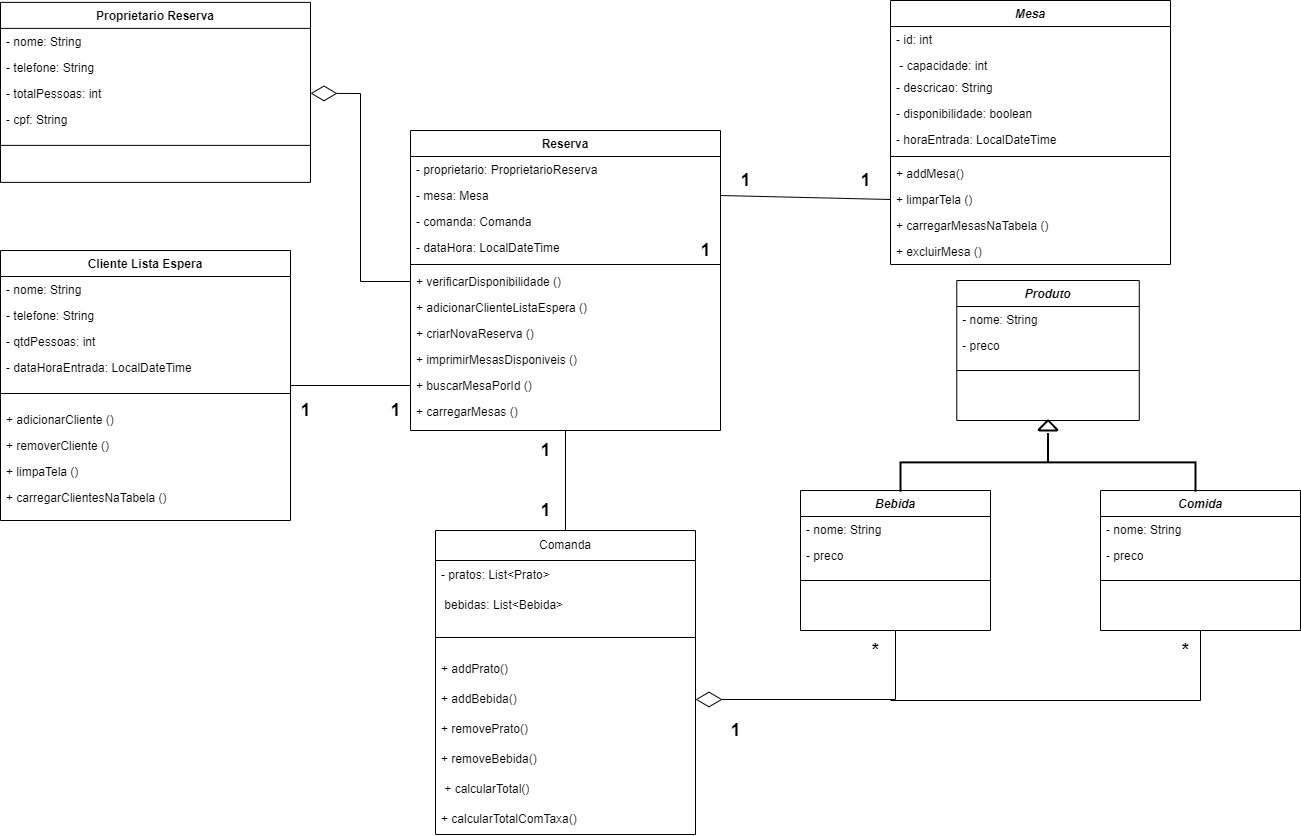 Proprietario Reserva
- nome: String
- telefone: String
- totalPessoas: int
- cpf: String
Mesa
- id: int
- capacidade: int
- descricao: String
- disponibilidade: boolean
- horaEntrada: LocalDateTime
+ addMesa()
+ limparTela ()
+ carregarMesasNaTabela ()
+ excluirMesa ()
Reserva
- proprietario: ProprietarioReserva
- mesa: Mesa
- comanda: Comanda
- dataHora: LocalDateTime
+ verificarDisponibilidade ()
+ adicionarClienteListaEspera ()
+ criarNovaReserva ()
+ imprimirMesasDisponiveis ()
+ buscarMesaPorId ()
+ carregarMesas ()
1
1
1
Cliente Lista Espera
- nome: String
- telefone: String
- qtdPessoas: int
- dataHoraEntrada: LocalDateTime
+ adicionarCliente ()
+ removerCliente ()
+ limpaTela ()
+ carregarClientesNaTabela ()
1
1
Produto
- nome: String
- preco
1
1
Comanda
- pratos: List<Prato>
bebidas: List<Bebida>
+ addPrato()
+ addBebida()
+ removePrato()
+ removeBebida()
+ calcularTotal()
+ calcularTotalComTaxa()
Bebida
- nome: String
- preco
Comida
- nome: String
- preco
*
*
1